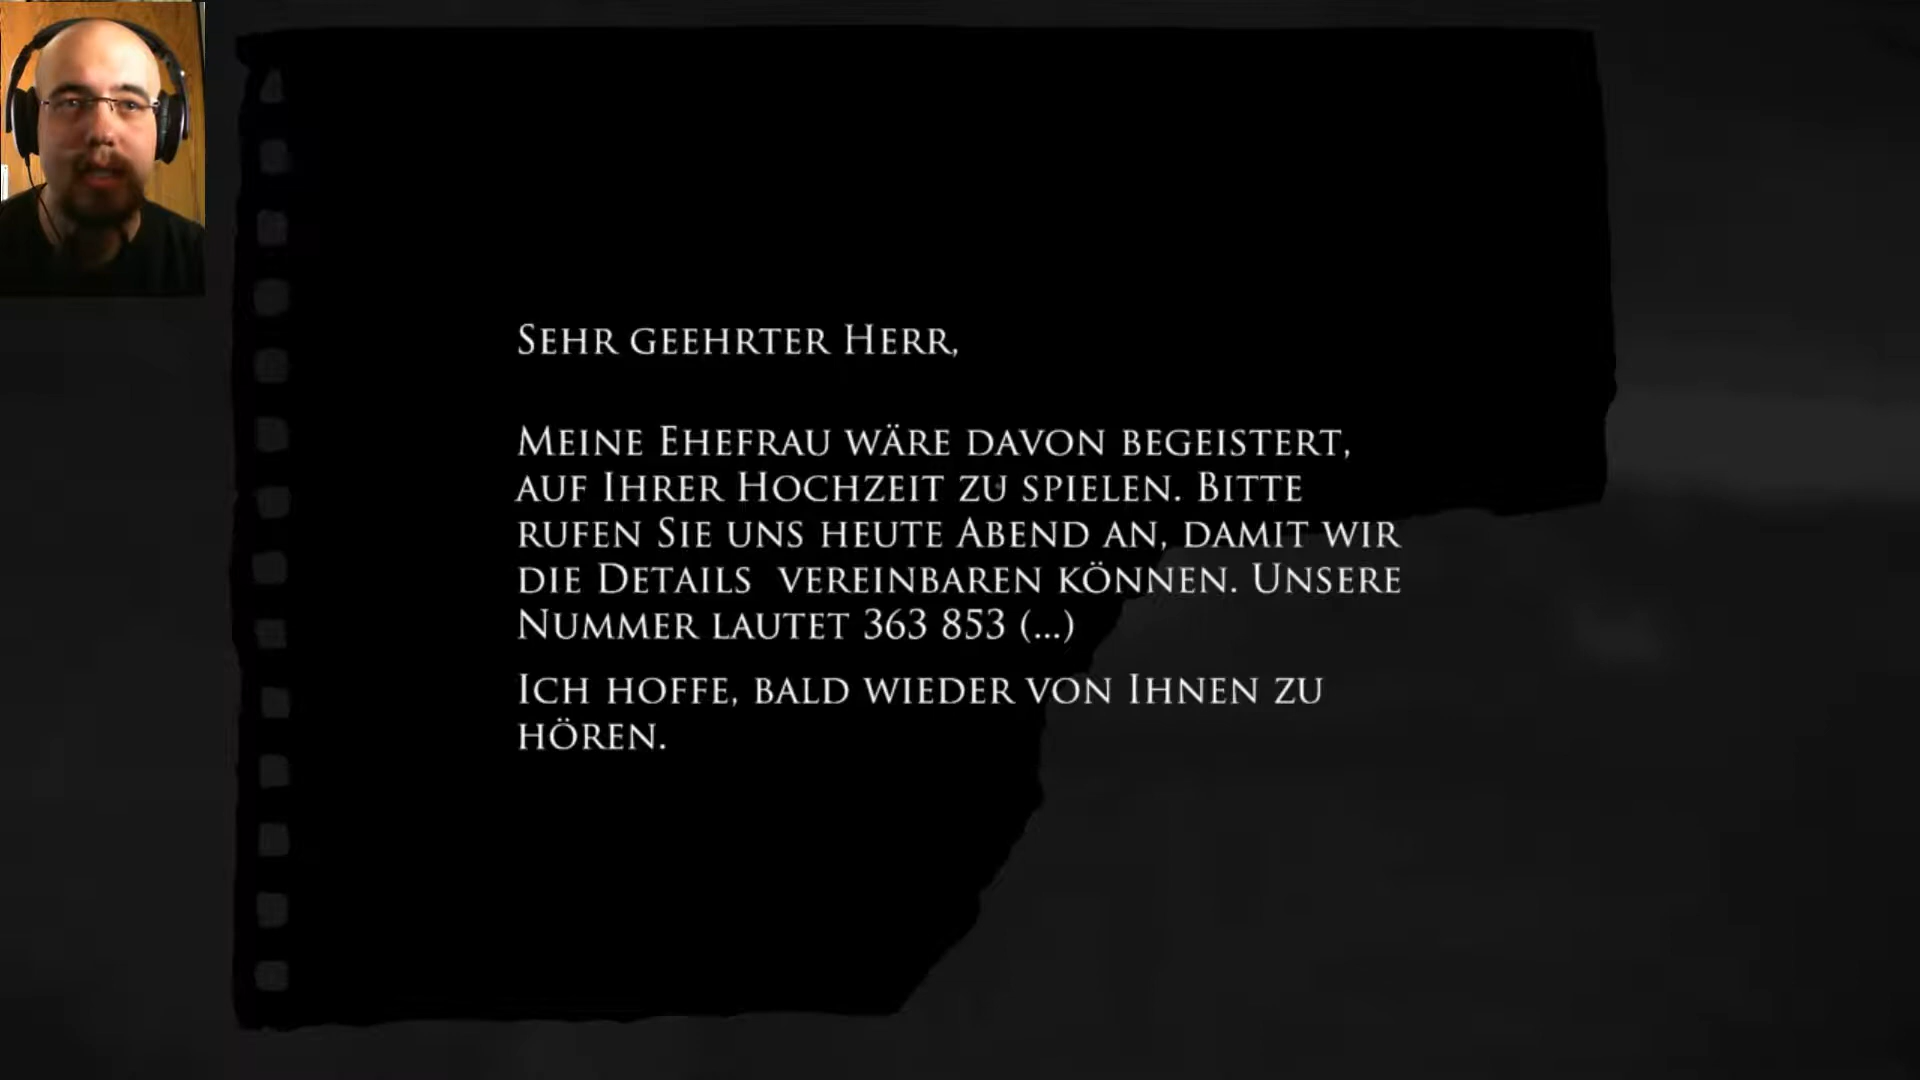 Sehr geehrter Herr,
Meine Ehefrau wäre davon begeistert,
auf Ihrer Hochzeit zu spielen. Bitte
rufen Sie uns heute Abend an, damit wir
die Details vereinbaren können. Unsere
Nummer lautet 363 853 (...)
Ich hoffe, bald wieder von Ihnen zu
hören.